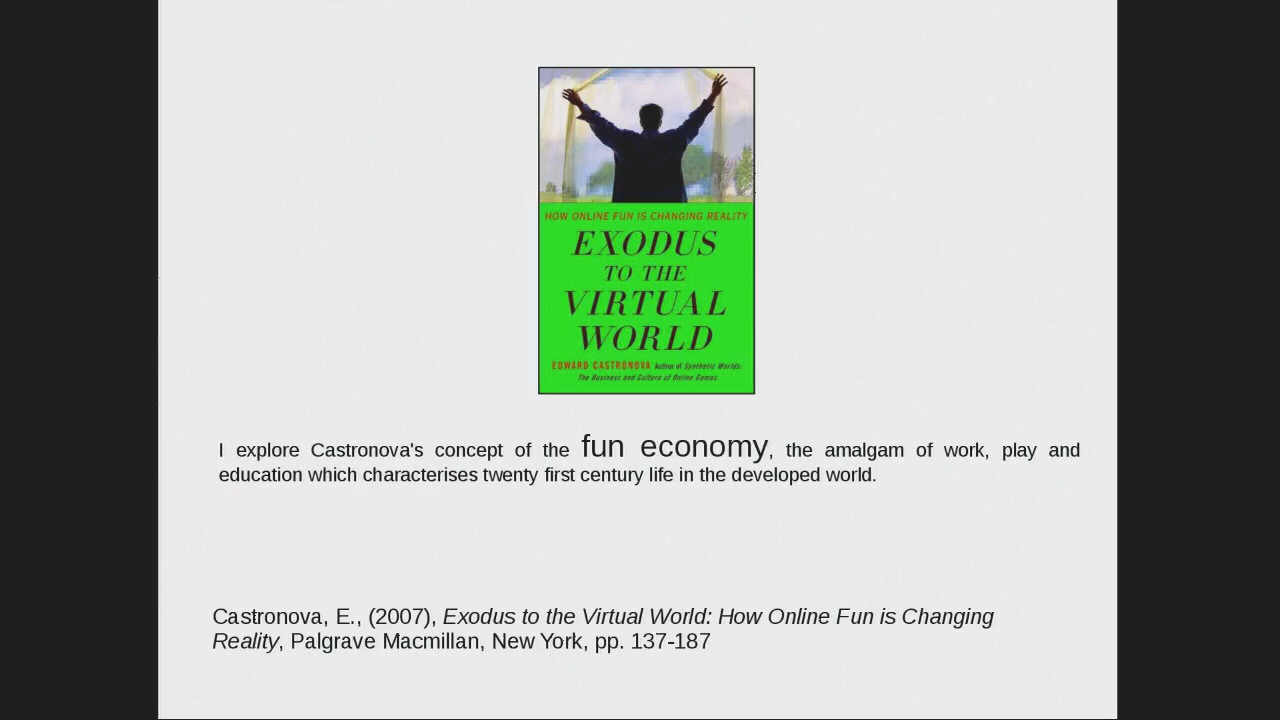 HOW ONLINE FUN IS CHANGING REALITY
EXODUS
TO THE
VIRTUAL
WORLD
EDWARD CASTRONOVA Author of Synthetic Worlds:
The Business and Culture of Online Games
I explore Castronova's concept of the fun economy, the amalgam of work, play and
education which characterises twenty first century life in the developed world.
Castronova, E., (2007), Exodus to the Virtual World: How Online Fun is Changing
Reality, Palgrave Macmillan, New York, pp. 137-187